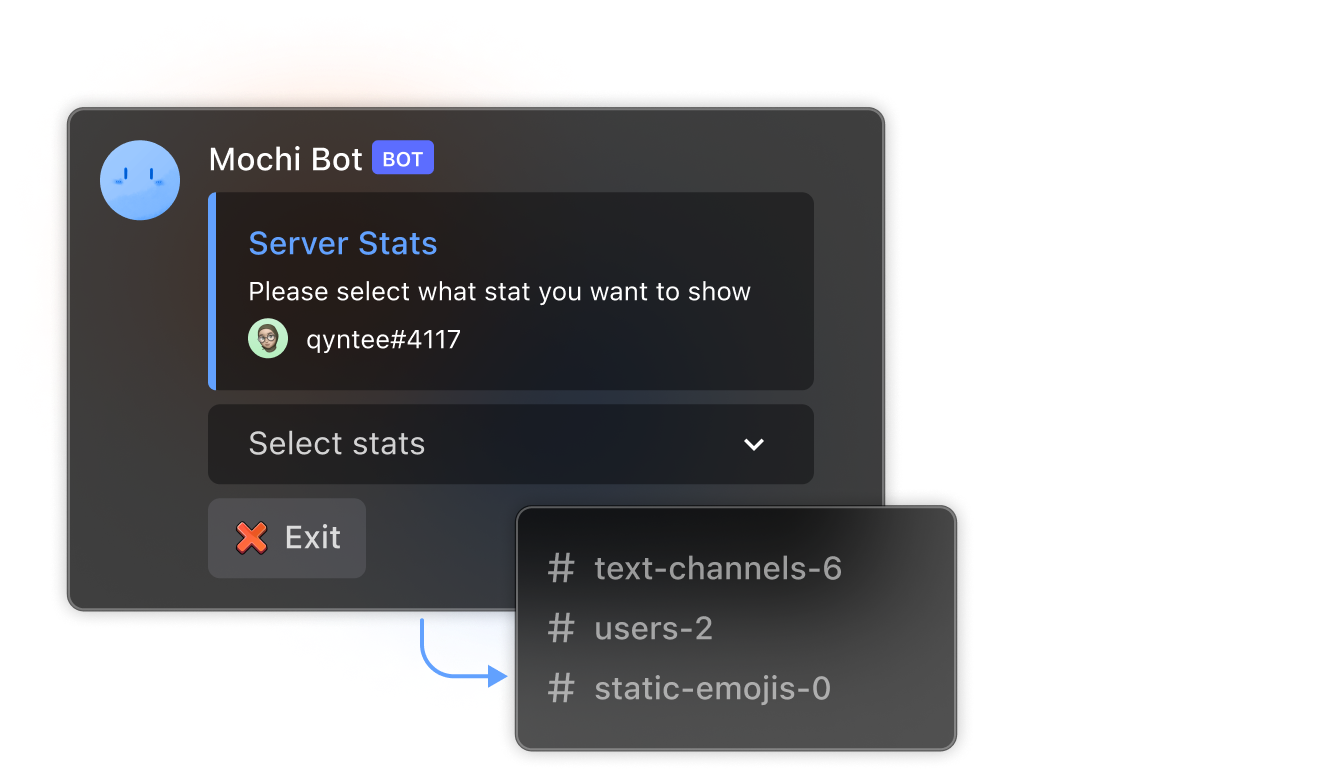 Mochi Bot BOT
Server Stats
Please select what stat you want to show
qyntee#4117
Select stats
Exit
# text-channels-6
# users-2
# static-emojis-0